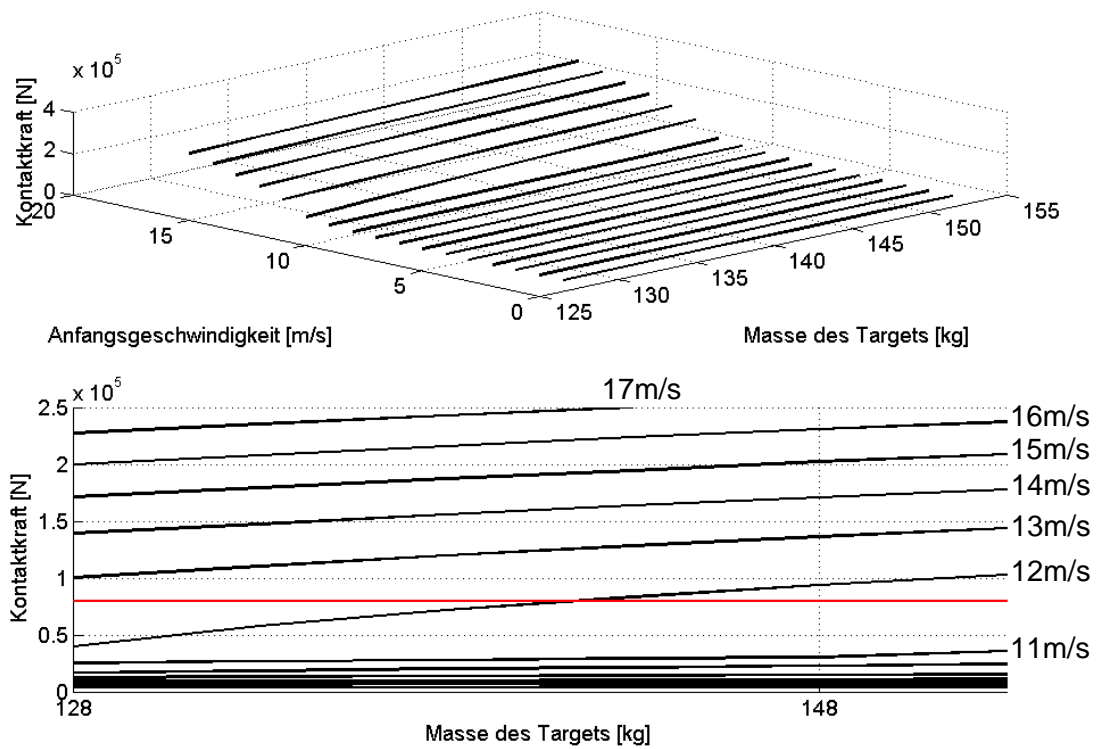 x 10^5
Kontaktkraft [N]
4
2
0
20
15
10
5
0
125
130
135
140
145
150
155
Anfangsgeschwindigkeit [m/s]
Masse des Targets [kg]
x 10^5
17m/s
2.5
16m/s
15m/s
2
14m/s
1.5
13m/s
12m/s
1
0.5
11m/s
0
Kontaktkraft [N]
128
148
Masse des Targets [kg]